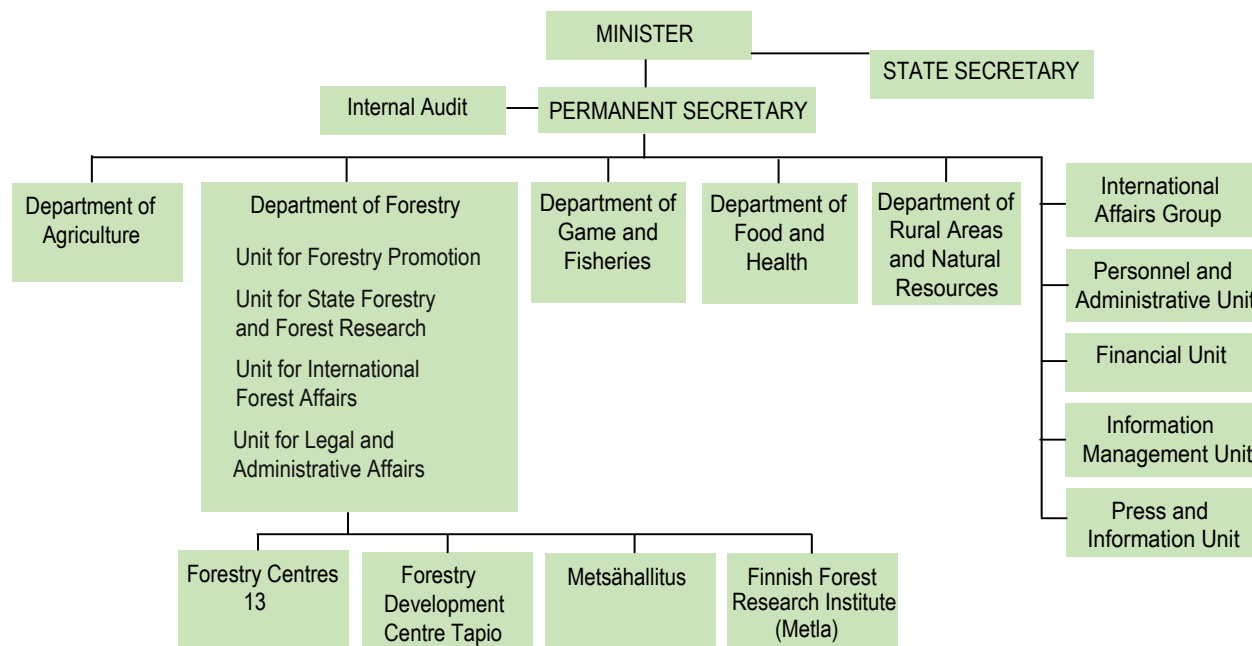 MINISTER
STATE SECRETARY
Internal Audit
PERMANENT SECRETARY
Department of
Agriculture
Department of Forestry
Unit for Forestry Promotion
Unit for State Forestry
and Forest Research
Unit for International
Forest Affairs
Unit for Legal and
Administrative Affairs
Department of
Game and
Fisheries
Department of
Food and
Health
Department of
Rural Areas
and Natural
Resources
International
Affairs Group
Personnel and
Administrative Unit
Financial Unit
Information
Management Unit
Press and
Information Unit
Forestry Centres
13
Forestry
Development
Centre Tapio
Metsähallitus
Finnish Forest
Research Institute
(Metla)